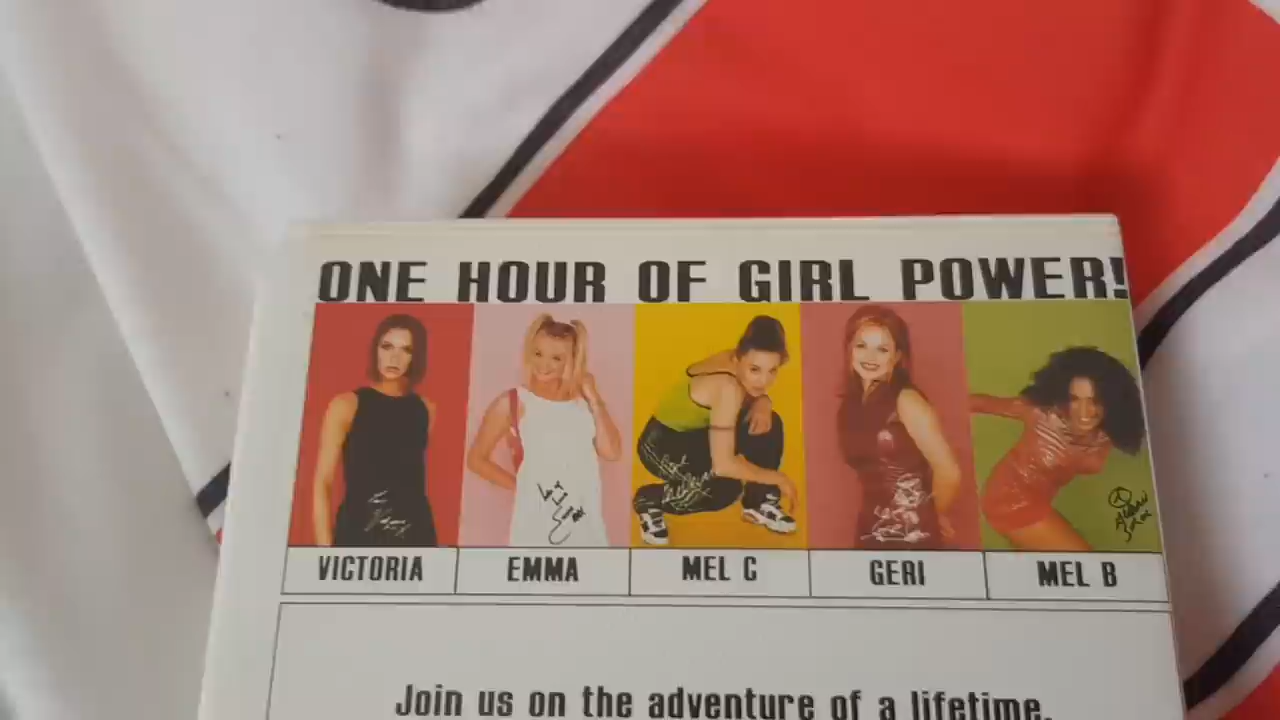 ONE HOUR OF GIRL POWER!
VICTORIA
EMMA
MEL C
GERI
MEL B
Join us on the adventure of a lifetime.